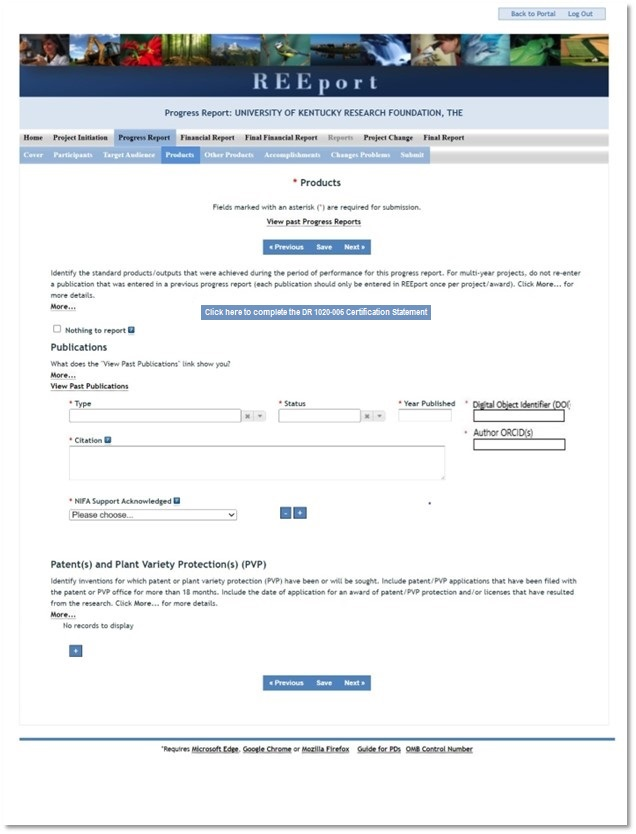 Back to Portal Log Out
REEport
Progress Report: UNIVERSITY OF KENTUCKY RESEARCH FOUNDATION, THE
Home Project Initiation Progress Report Financial Report Final Financial Report Reports Project Change Final Report
Cover Participants Target Audience Products Other Products Accomplishments Changes/Problems Submit
* Products
Fields marked with an asterisk (*) are required for submission.
View past Progress Reports
« Previous Save Next »
Identify the standard products/outputs that were achieved during the period of performance for this progress report. For multi-year projects, do not re-enter
a publication that was entered in a previous progress report (each publication should only be entered in REEport once per project/award). Click More... for
more details.
More...
Click here to complete the DR 1020-006 Certification Statement
Nothing to report ?
Publications
What does the "View Past Publications" link show you?
More...
View Past Publications
* Type * Status * Year Published * Digital Object Identifier (DOI)
* Author ORCID(s)
* Citation ?
* NIFA Support Acknowledged ?
Please choose... - + *
Patent(s) and Plant Variety Protection(s) (PVP)
Identify inventions for which patent or plant variety protection (PVP) have been or will be sought. Include patent/PVP applications that have been filed with
the patent or PVP office for more than 18 months. Include the date of application for an award of patent/PVP protection and/or licenses that have resulted
from the research. Click More... for more details.
More...
No records to display
+
« Previous Save Next »
*Requires Microsoft Edge, Google Chrome or Mozilla Firefox Guide for PDs OMB Control Number